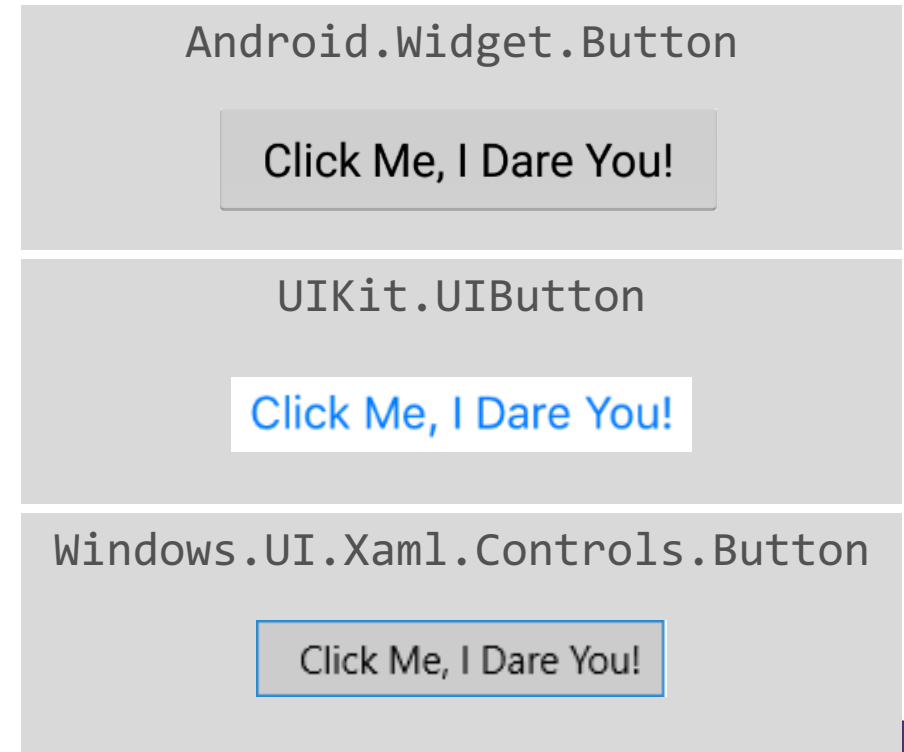 Android.Widget.Button
Click Me, I Dare You!
UIKit.UIButton
Click Me, I Dare You!
Windows.UI.Xaml.Controls.Button
Click Me, I Dare You!